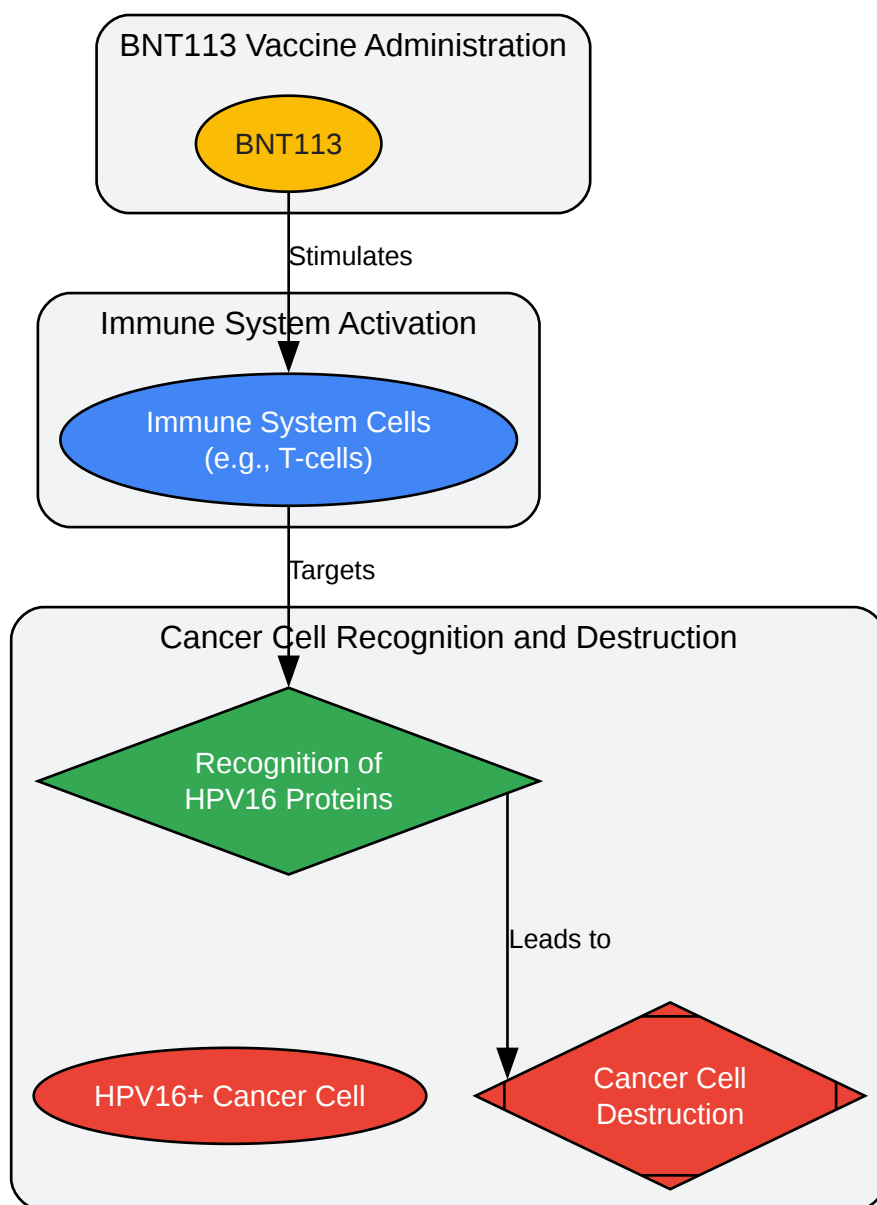 BNT113 Vaccine Administration
BNT113
Stimulates
Immune System Activation
Immune System Cells
(e.g., T-cells)
Targets
Cancer Cell Recognition and Destruction
Recognition of
HPV16 Proteins
Leads to
HPV16+ Cancer Cell
Cancer Cell
Destruction